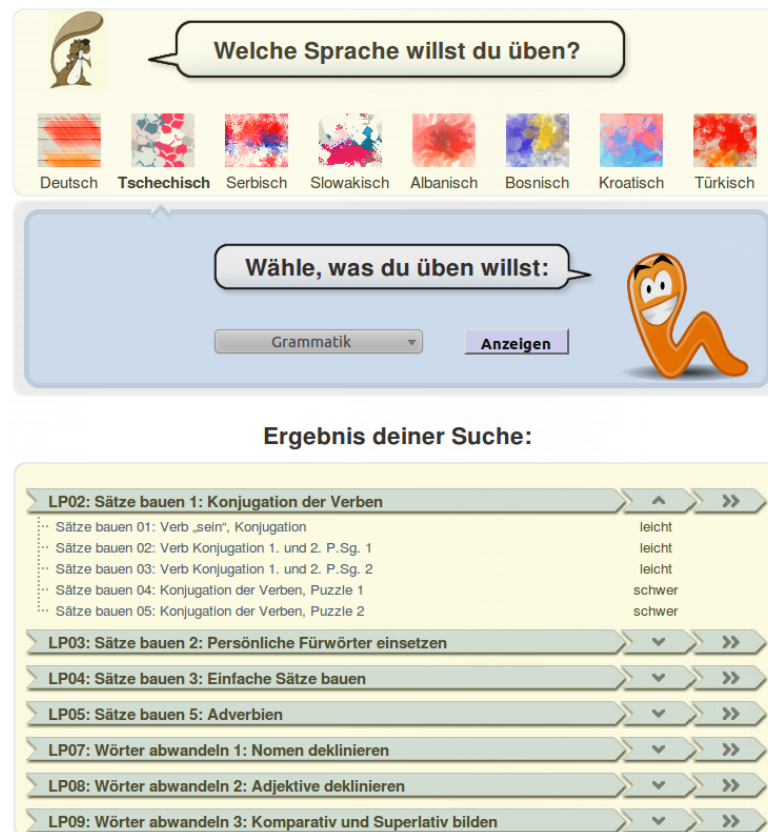 Welche Sprache willst du üben?
Deutsch Tschechisch Serbisch Slowakisch Albanisch Bosnisch Kroatisch Türkisch
Wähle, was du üben willst:
Grammatik Anzeigen
Ergebnis deiner Suche:
LP02: Sätze bauen 1: Konjugation der Verben
Sätze bauen 01: Verb „sein“, Konjugation leicht
Sätze bauen 02: Verb Konjugation 1. und 2. P.Sg. 1 leicht
Sätze bauen 03: Verb Konjugation 1. und 2. P.Sg. 2 leicht
Sätze bauen 04: Konjugation der Verben, Puzzle 1 schwer
Sätze bauen 05: Konjugation der Verben, Puzzle 2 schwer
LP03: Sätze bauen 2: Persönliche Fürwörter einsetzen
LP04: Sätze bauen 3: Einfache Sätze bauen
LP05: Sätze bauen 5: Adverbien
LP07: Wörter abwandeln 1: Nomen deklinieren
LP08: Wörter abwandeln 2: Adjektive deklinieren
LP09: Wörter abwandeln 3: Komparativ und Superlativ bilden